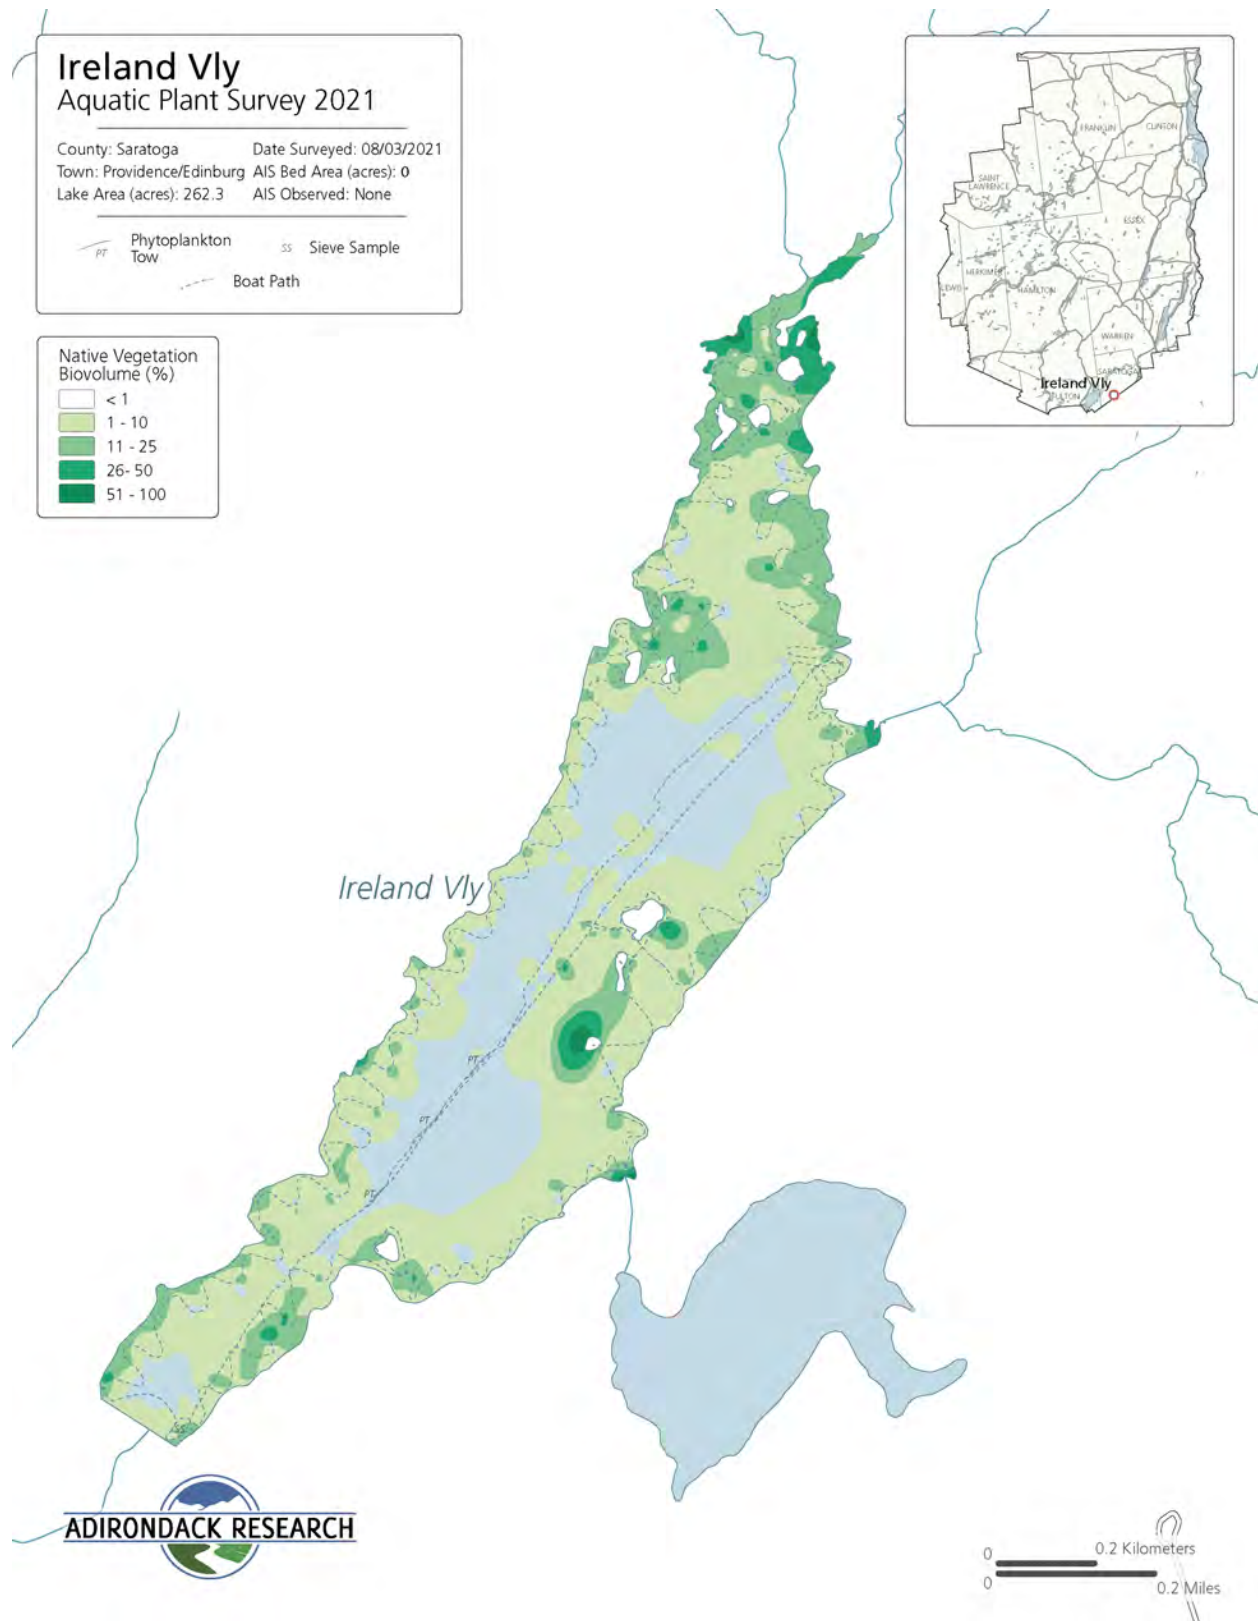 Ireland Vly
Aquatic Plant Survey 2021
County: Saratoga
Date Surveyed: 08/03/2021
Town: Providence/Edinburg
AIS Bed Area (acres): 0
Lake Area (acres): 262.3
AIS Observed: None
PT
Phytoplankton
Tow
SS
Sieve Sample
Boat Path
Native Vegetation
Biovolume (%)
< 1
1 - 10
11 - 25
26- 50
51 - 100
FRANKLIN
CLINTON
SAINT
LAWRENCE
ESSEX
HERKIMER
LEWIS
HAMILTON
WARREN
SARATOGA
Ireland Vly
FULTON
Ireland Vly
PT
PT
PT
SS
ADIRONDACK RESEARCH
0
0.2 Kilometers
0
0.2 Miles